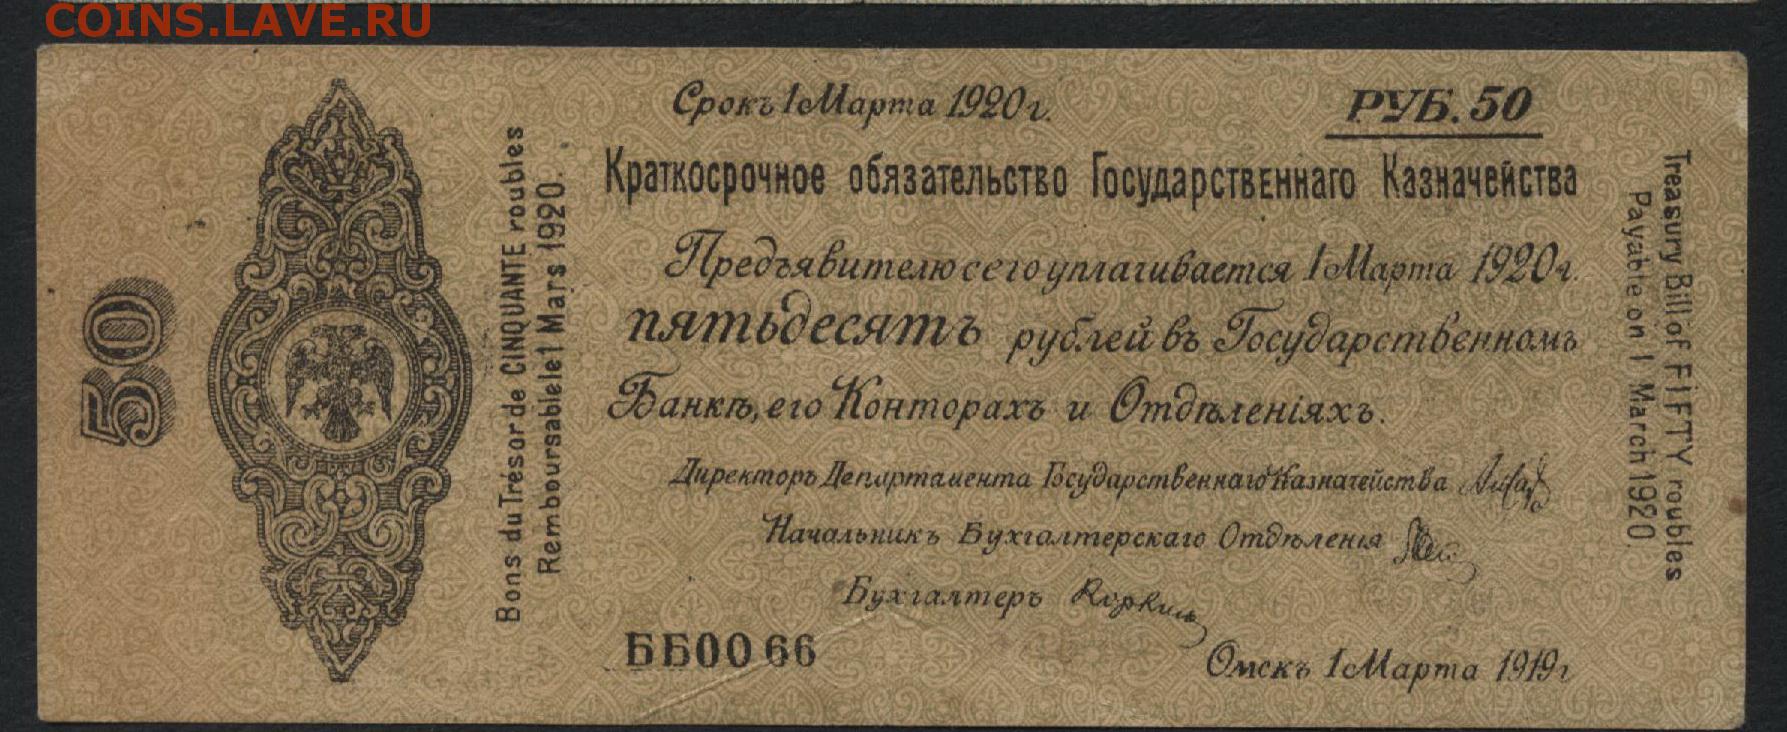 COINS.LAVE.RU
50
Bons du Trésor de CINQUANTE roubles
Remboursable le 1 Mars 1920.
Срокъ 1 Марта 1920 г.
РУБ. 50
Краткосрочное обязательство Государственнаго Казначейства
Предъявителю сего уплачивается 1 Марта 1920 г.
пятьдесятъ рублей въ Государственномъ
Банкѣ, его Конторахъ и Отдѣленіяхъ.
Директоръ Департамента Государственнаго Казначейства
Начальникъ Бухгалтерскаго Отдѣленія
Бухгалтеръ Коркинъ
ББ0066
Омскъ 1 Марта 1919 г
Treasury Bill of FIFTY roubles
Payable on 1 March 1920.